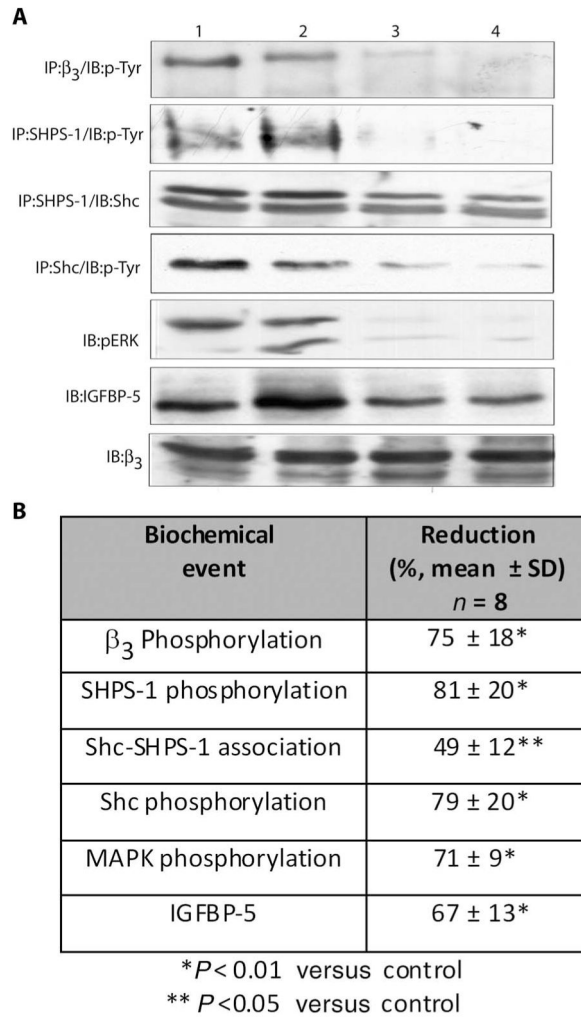 A
1 2 3 4
IP:β3/IB:p-Tyr
IP:SHPS-1/IB:p-Tyr
IP:SHPS-1/IB:Shc
IP:Shc/IB:p-Tyr
IB:pERK
IB:IGFBP-5
IB:β3
B
Biochemical
event
Reduction
(%, mean ± SD)
n = 8
β3 Phosphorylation
75 ± 18*
SHPS-1 phosphorylation
81 ± 20*
Shc-SHPS-1 association
49 ± 12**
Shc phosphorylation
79 ± 20*
MAPK phosphorylation
71 ± 9*
IGFBP-5
67 ± 13*
*P< 0.01 versus control
** P<0.05 versus control